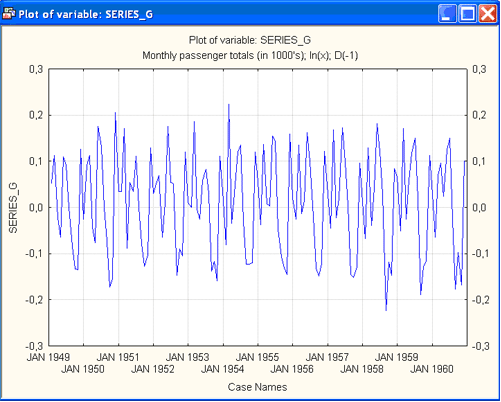 Plot of variable: SERIES_G
Plot of variable: SERIES_G
Monthly passenger totals (in 1000's); ln(x); D(-1)
0,3 0,3
0,2 0,2
0,1 0,1
0,0 0,0
-0,1 -0,1
-0,2 -0,2
-0,3 -0,3
SERIES_G
JAN 1949 JAN 1951 JAN 1953 JAN 1955 JAN 1957 JAN 1959
JAN 1950 JAN 1952 JAN 1954 JAN 1956 JAN 1958 JAN 1960
Case Names